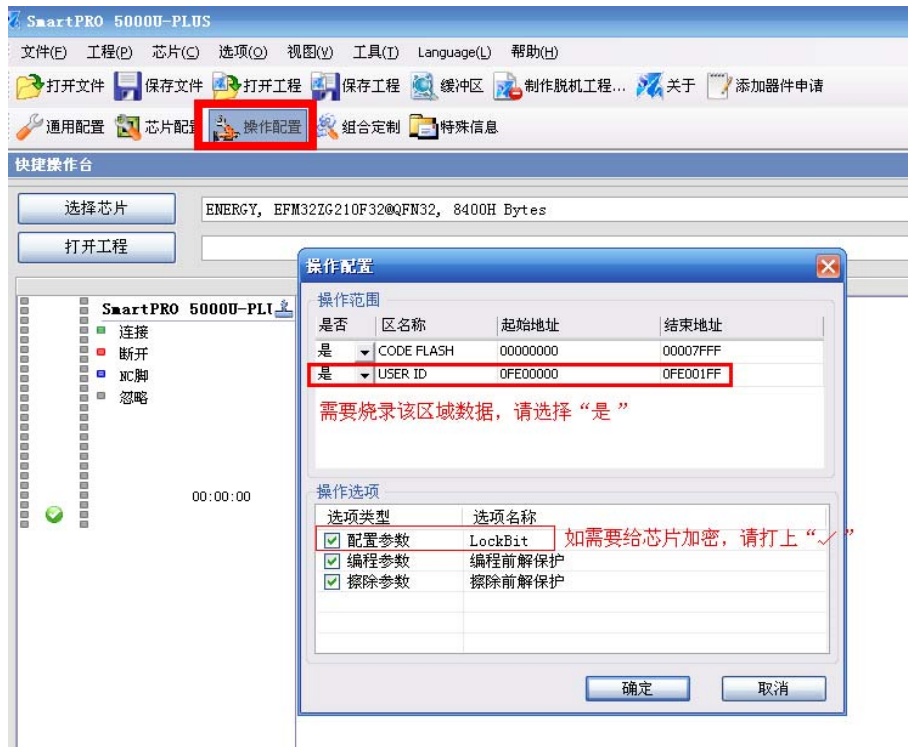 SmartPRO 5000U-PLUS
文件(F) 工程(P) 芯片(C) 选项(O) 视图(V) 工具(T) Language(L) 帮助(H)
打开文件 保存文件 打开工程 保存工程 缓冲区 制作脱机工程... 关于 添加器件申请
通用配置 芯片配置 操作配置 组合定制 特殊信息
快捷操作台
选择芯片 ENERGY, EFM32ZG210F32@QFN32, 8400H Bytes
打开工程
SmartPRO 5000U-PLU
连接
断开
NC脚
忽略
00:00:00
操作配置
操作范围
是否 区名称 起始地址 结束地址
是 CODE FLASH 00000000 00007FFF
是 USER ID 0FE00000 0FE001FF
需要烧录该区域数据，请选择“是 ”
操作选项
选项类型 选项名称
配置参数 LockBit 如需要给芯片加密，请打上“✓ ”
编程参数 编程前解保护
擦除参数 擦除前解保护
确定 取消